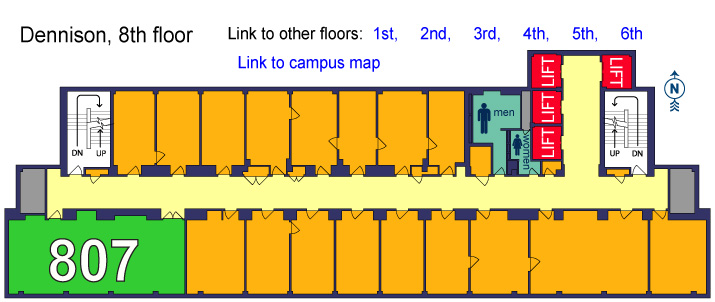 Dennison, 8th floor
Link to other floors: 1st, 2nd, 3rd, 4th, 5th, 6th
Link to campus map
LIFT
LIFT
N
LIFT
men
LIFT
women
DN
UP
DN
UP
807